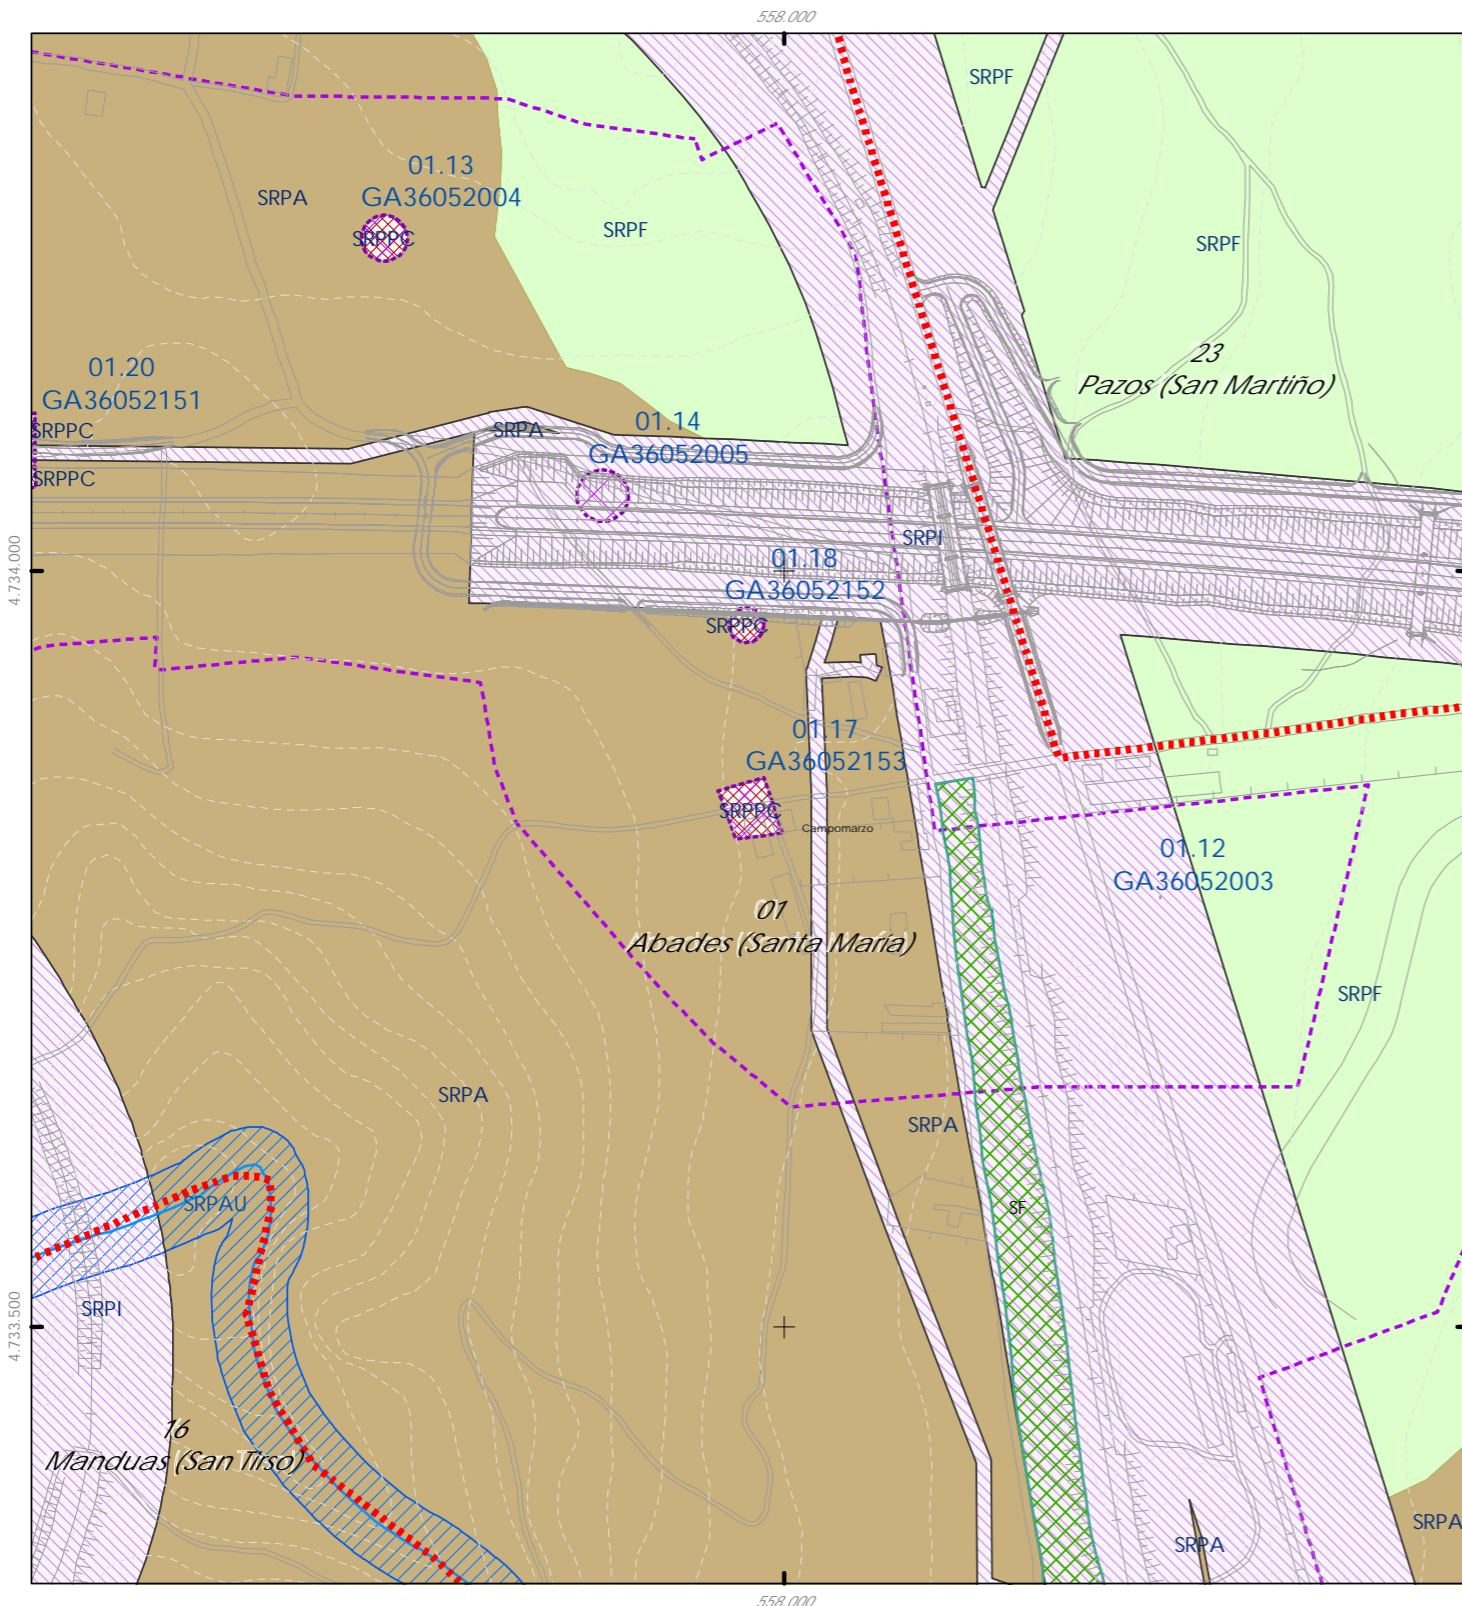 558.000
SRPF
01.13
GA36052004
SRPA
SRPPC
SRPF
SRPF
23
Pazos (San Martiño)
01.20
GA36052151
SRPPC
SRPPC
SRPA
01.14
GA36052005
SRPI
4.734.000
01.18
GA36052152
SRPPC
01.17
GA36052153
SRPPC
Campomarzo
01.12
GA36052003
01
Abades (Santa María)
SRPF
SRPA
SRPA
SRPAU
SF
SRPI
4.733.500
16
Manduas (San Tirso)
SRPA
SRPA
558.000